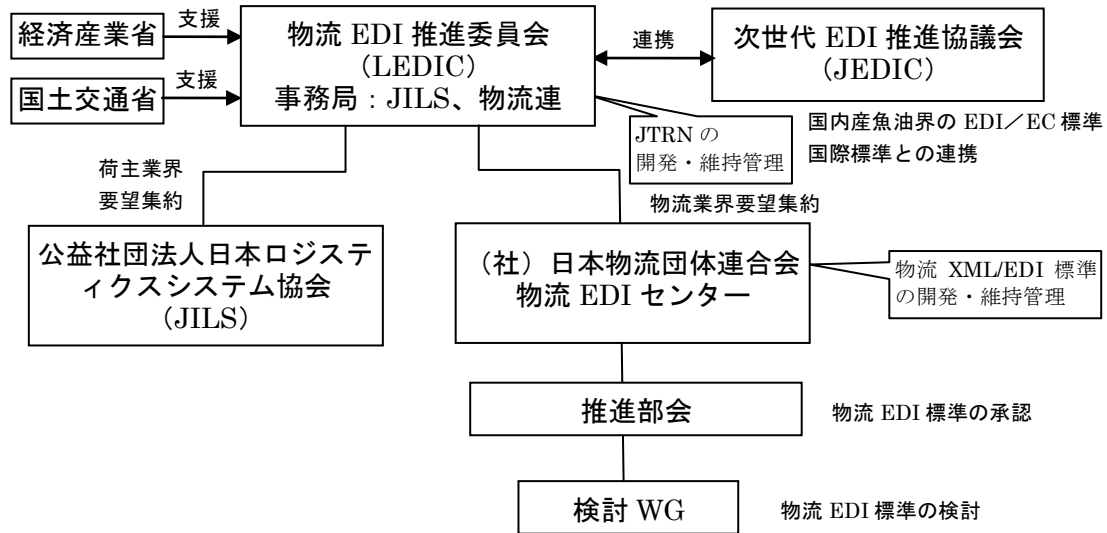 経済産業省
支援
国土交通省
支援
物流 EDI 推進委員会
（LEDIC）
事務局：JILS、物流連
連携
次世代 EDI 推進協議会
（JEDIC）
JTRN の
開発・維持管理
国内産魚油界の EDI／EC 標準
国際標準との連携
荷主業界
要望集約
物流業界要望集約
公益社団法人日本ロジステ
ィクスシステム協会
（JILS）
（社）日本物流団体連合会
物流 EDI センター
物流 XML/EDI 標準
の開発・維持管理
推進部会
物流 EDI 標準の承認
検討 WG
物流 EDI 標準の検討